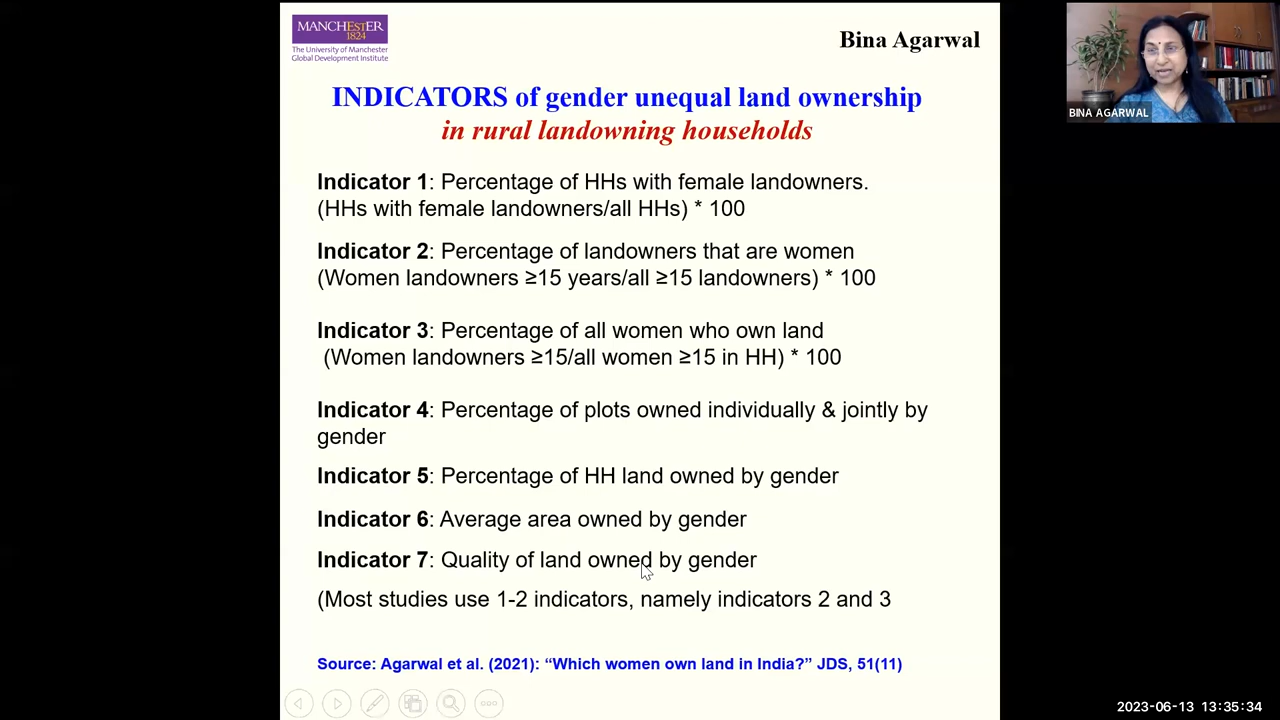 MANCHESTER
1824
The University of Manchester
Global Development Institute
Bina Agarwal
BINA AGARWAL
INDICATORS of gender unequal land ownership
in rural landowning households
Indicator 1: Percentage of HHs with female landowners.
(HHs with female landowners/all HHs) * 100
Indicator 2: Percentage of landowners that are women
(Women landowners ≥15 years/all ≥15 landowners) * 100
Indicator 3: Percentage of all women who own land
(Women landowners ≥15/all women ≥15 in HH) * 100
Indicator 4: Percentage of plots owned individually & jointly by
gender
Indicator 5: Percentage of HH land owned by gender
Indicator 6: Average area owned by gender
Indicator 7: Quality of land owned by gender
(Most studies use 1-2 indicators, namely indicators 2 and 3
Source: Agarwal et al. (2021): “Which women own land in India?” JDS, 51(11)
2023-06-13 13:35:34